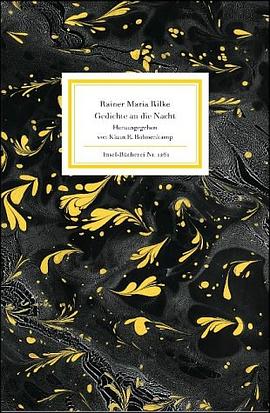 Rainer Maria Rilke
Gedichte an die Nacht
Herausgegeben
von Klaus E. Bohnenkamp
Insel-Bücherei Nr. 1261